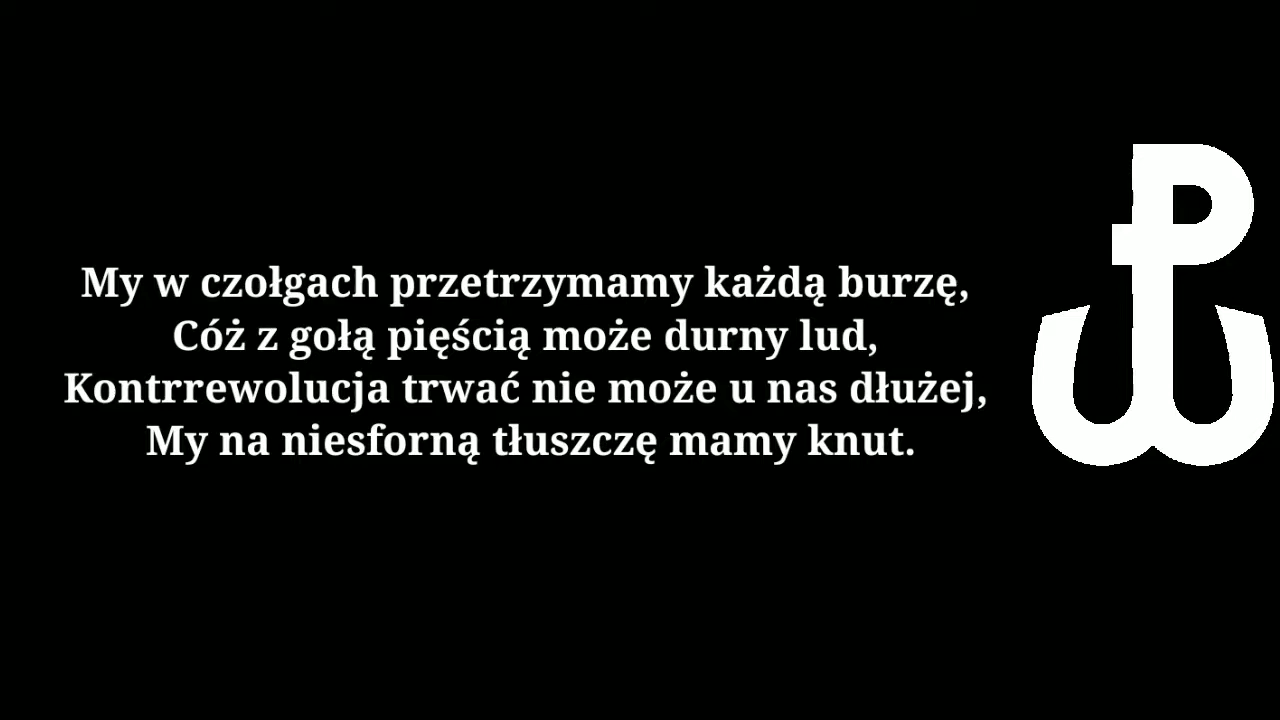 My w czołgach przetrzymamy każdą burzę,
Cóż z gołą pięścią może durny lud,
Kontrrewolucja trwać nie może u nas dłużej,
My na niesforną tłuszczę mamy knut.